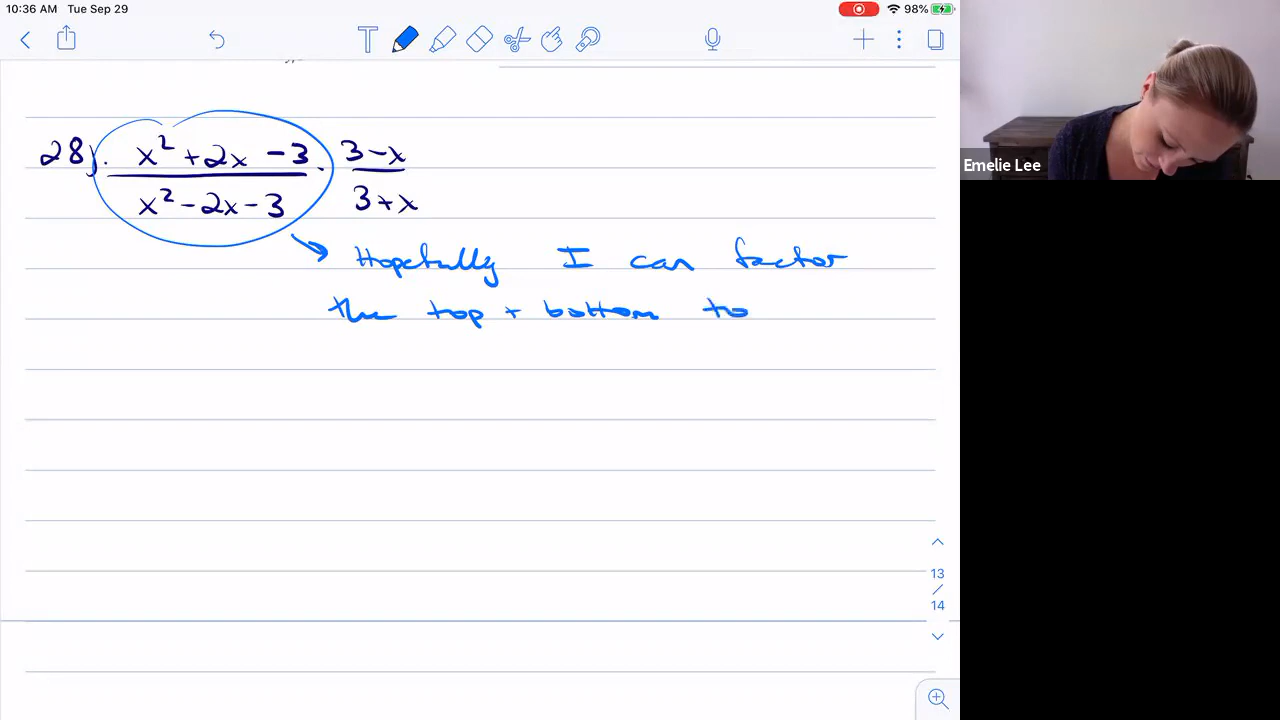 10:36 AM Tue Sep 29
98%
T
28). x² + 2x - 3 / x² - 2x - 3 · 3 - x / 3 + x
Hopefully I can factor
the top + bottom to
Emelie Lee
13
/
14